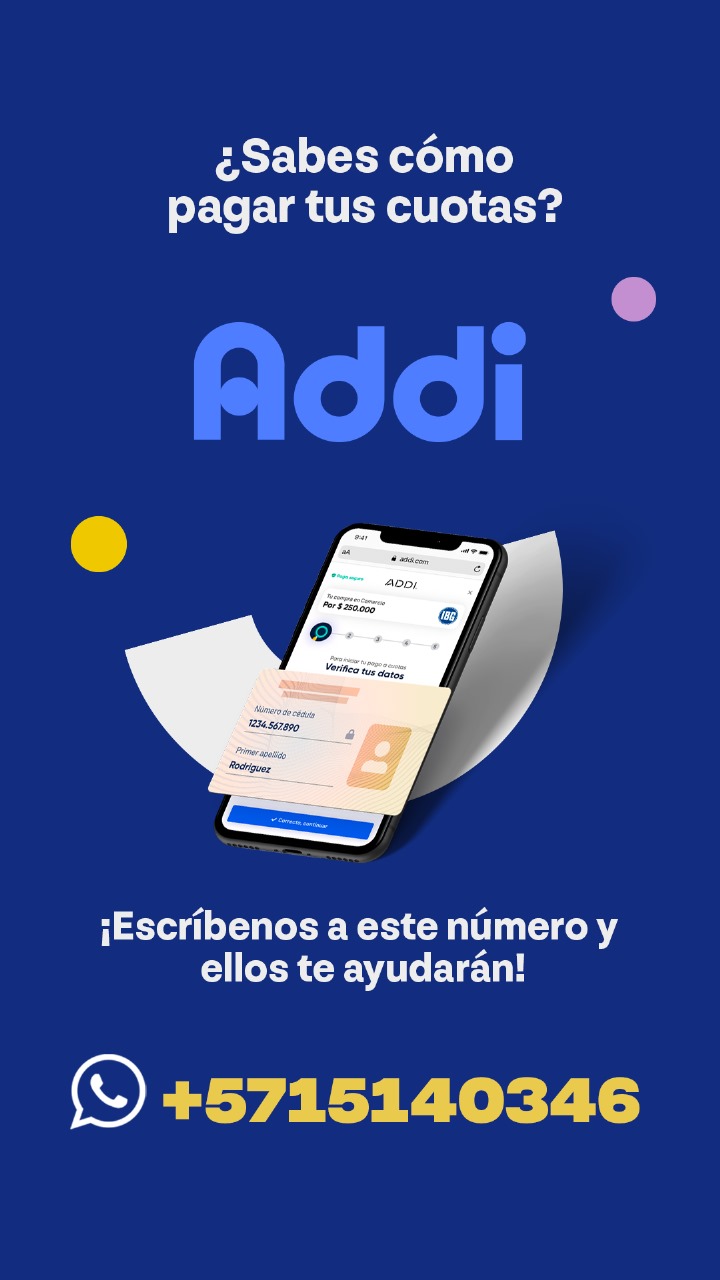 ¿Sabes cómo
pagar tus cuotas?
Addi
9:41
aA
addi.com
Pago seguro
ADDI
x
Tu compra en Comercio
Por $ 250.000
IBG
2 3 4 5
Para iniciar tu pago a cuotas
Verifica tus datos
Número de cédula
1234.567.890
Primer apellido
Rodriguez
Correcto, continuar
¡Escríbenos a este número y
ellos te ayudarán!
+5715140346